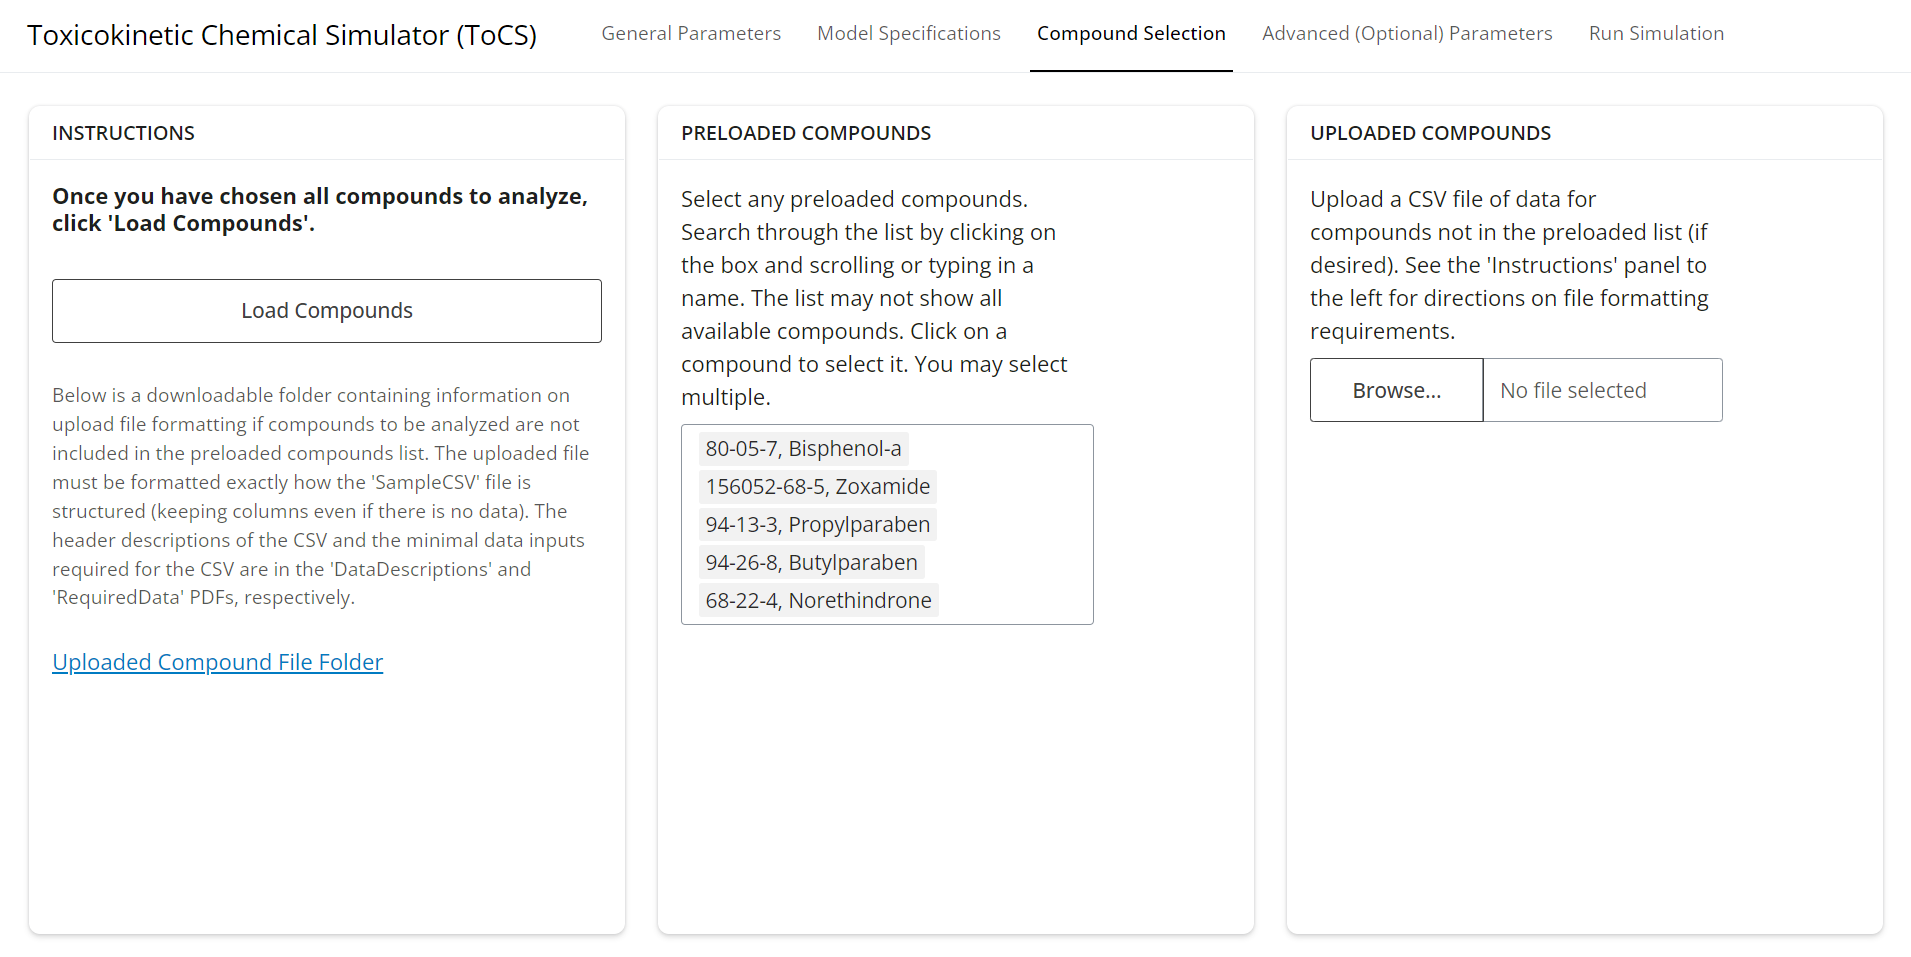 Toxicokinetic Chemical Simulator (ToCS)
General Parameters
Model Specifications
Compound Selection
Advanced (Optional) Parameters
Run Simulation
INSTRUCTIONS
Once you have chosen all compounds to analyze,
click 'Load Compounds'.
Load Compounds
Below is a downloadable folder containing information on
upload file formatting if compounds to be analyzed are not
included in the preloaded compounds list. The uploaded file
must be formatted exactly how the 'SampleCSV' file is
structured (keeping columns even if there is no data). The
header descriptions of the CSV and the minimal data inputs
required for the CSV are in the 'DataDescriptions' and
'RequiredData' PDFs, respectively.
Uploaded Compound File Folder
PRELOADED COMPOUNDS
Select any preloaded compounds.
Search through the list by clicking on
the box and scrolling or typing in a
name. The list may not show all
available compounds. Click on a
compound to select it. You may select
multiple.
80-05-7, Bisphenol-a
156052-68-5, Zoxamide
94-13-3, Propylparaben
94-26-8, Butylparaben
68-22-4, Norethindrone
UPLOADED COMPOUNDS
Upload a CSV file of data for
compounds not in the preloaded list (if
desired). See the 'Instructions' panel to
the left for directions on file formatting
requirements.
Browse...
No file selected